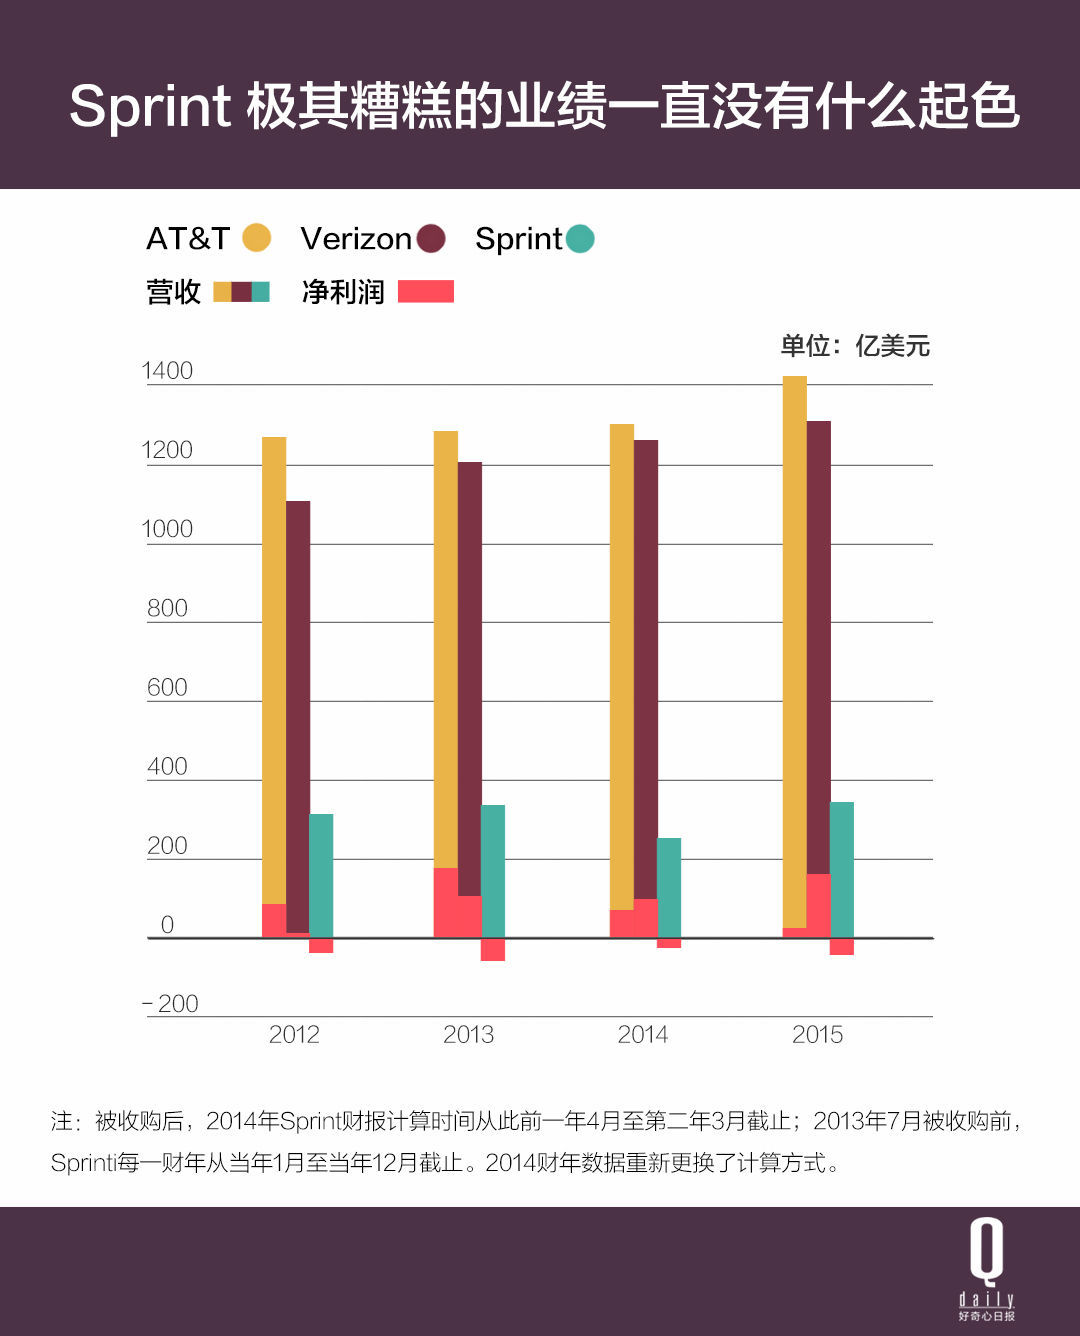 Sprint 极其糟糕的业绩一直没有什么起色
AT&T Verizon Sprint
营收 净利润
单位：亿美元
1400
1200
1000
800
600
400
200
0
-200
2012 2013 2014 2015
注：被收购后，2014年Sprint财报计算时间从此前一年4月至第二年3月截止；2013年7月被收购前，
Sprinti每一财年从当年1月至当年12月截止。2014财年数据重新更换了计算方式。
Q
daily
好奇心日报